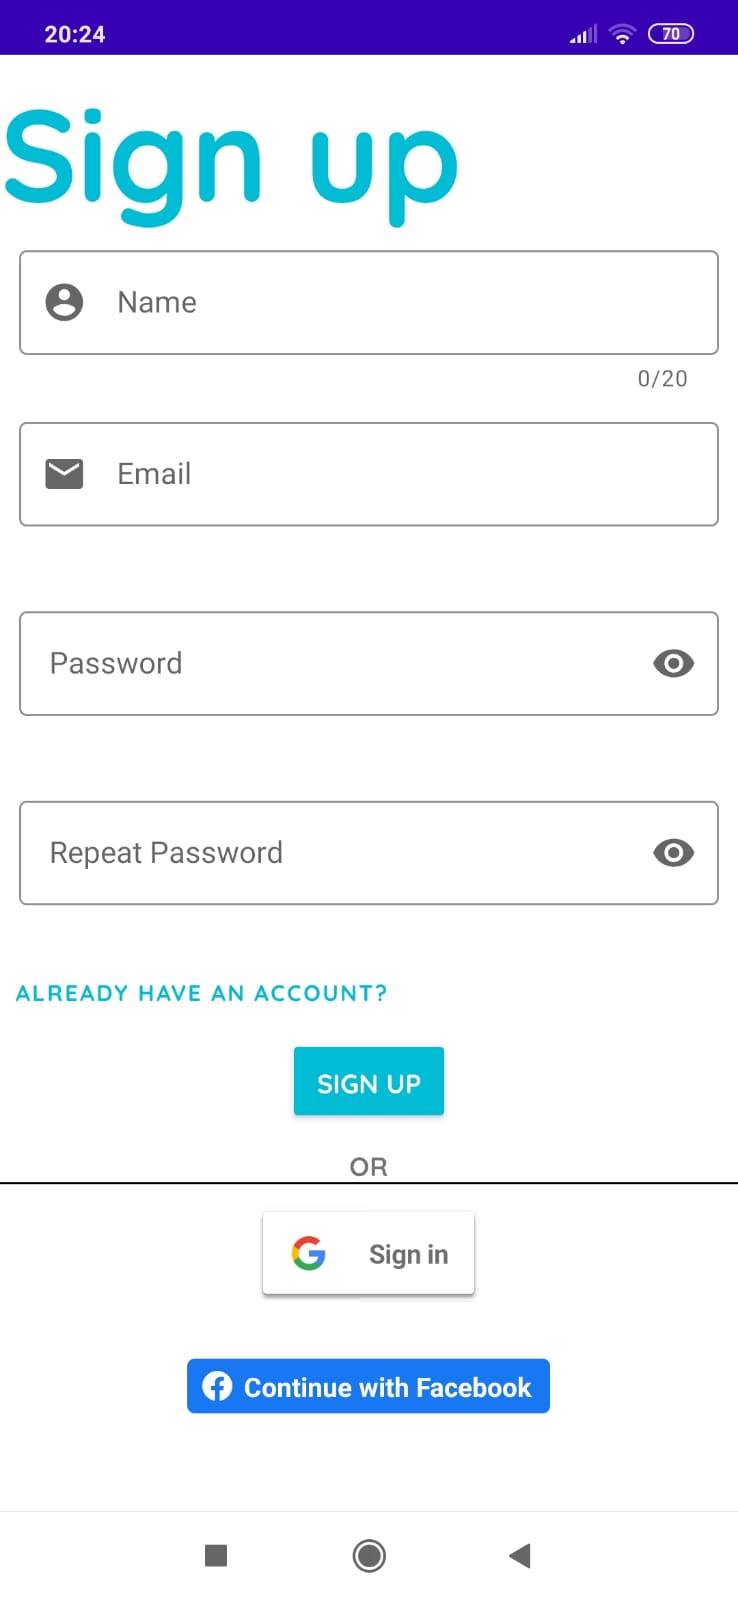 20:24
70
Sign up
Name
0/20
Email
Password
Repeat Password
ALREADY HAVE AN ACCOUNT?
SIGN UP
OR
Sign in
Continue with Facebook